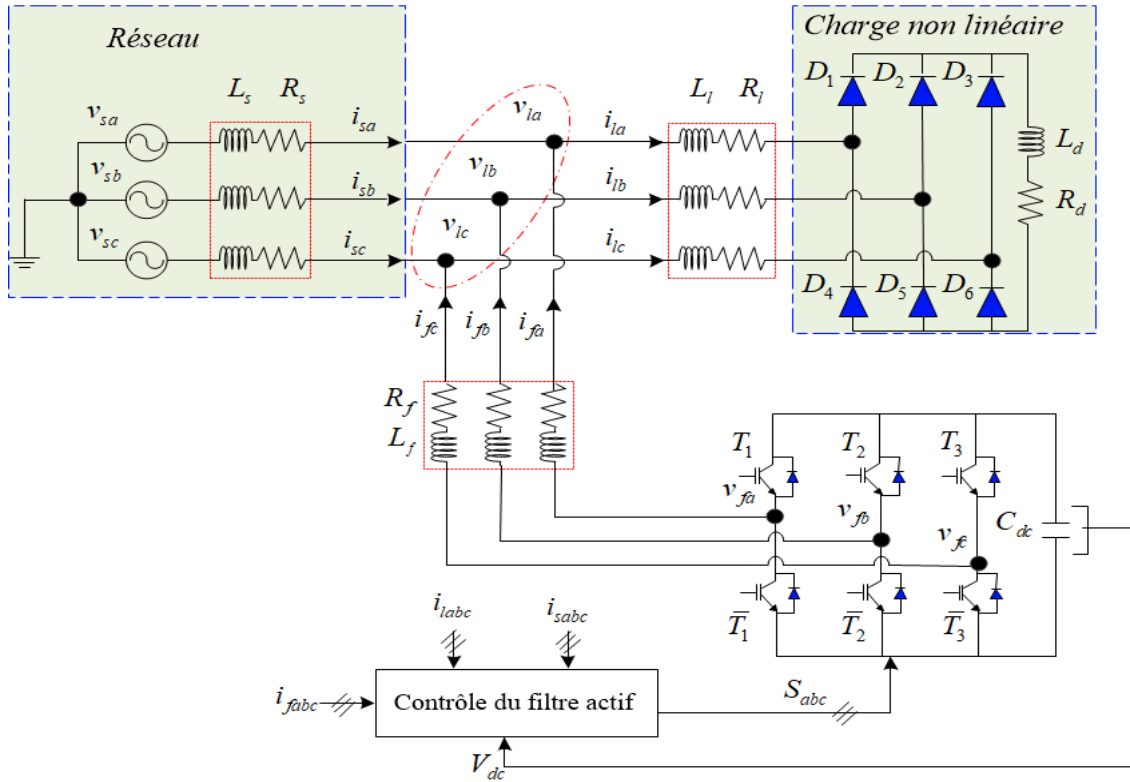 Réseau
Charge non linéaire
L_s R_s
v_sa
v_sb
v_sc
i_sa
i_sb
i_sc
v_la
v_lb
v_lc
i_la
i_lb
i_lc
L_l R_l
D_1 D_2 D_3
D_4 D_5 D_6
L_d
R_d
i_fc i_fb i_fa
R_f
L_f
T_1 T_2 T_3
v_fa
v_fb
v_fc
C_dc
T̅_1 T̅_2 T̅_3
i_labc
i_sabc
i_fabc
Contrôle du filtre actif
S_abc
V_dc